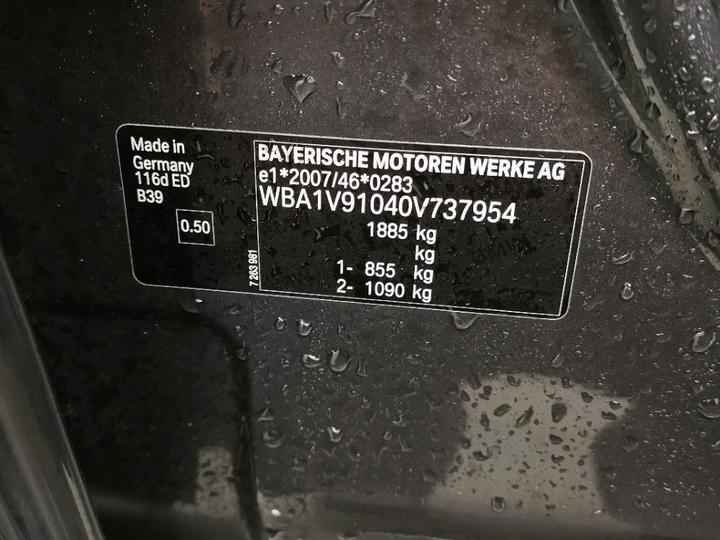 Made in
Germany
116d ED
B39
0.50
7 263 981
BAYERISCHE MOTOREN WERKE AG
e1*2007/46*0283
WBA1V91040V737954
1885 kg
kg
1- 855 kg
2- 1090 kg